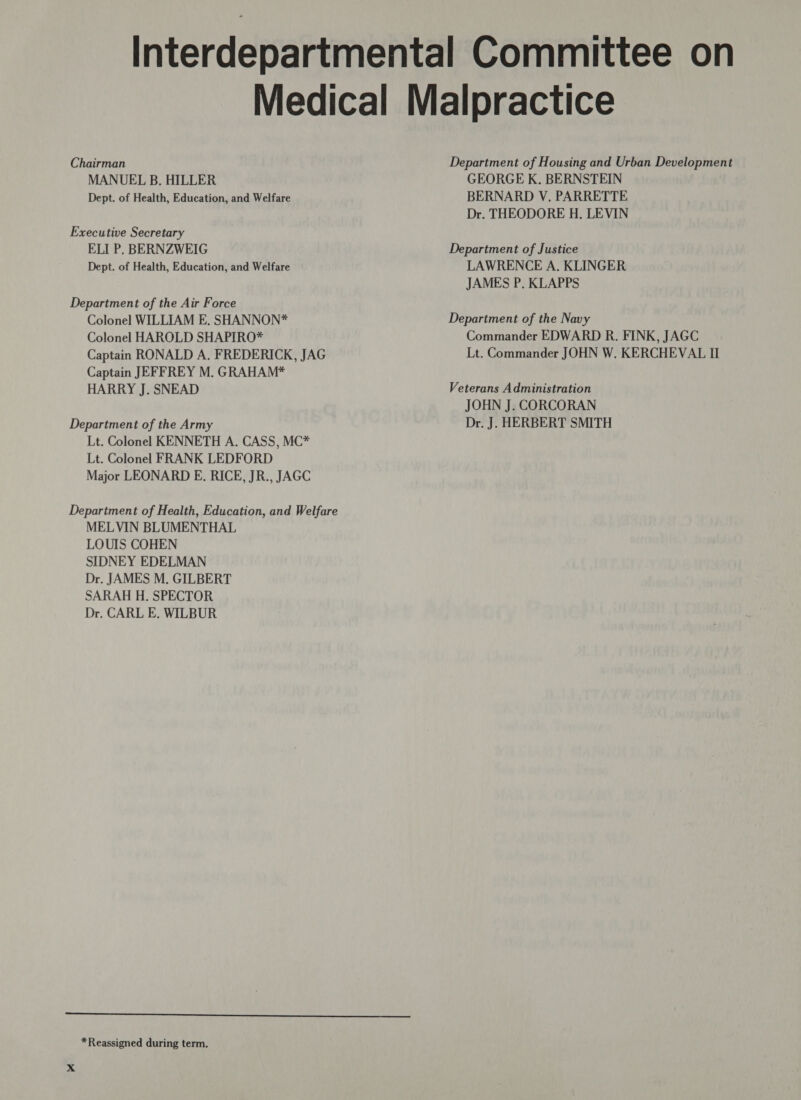 Interdepartmental Committee on
Medical Malpractice
Chairman
MANUEL B. HILLER
Dept. of Health, Education, and Welfare
Executive Secretary
ELI P. BERNZWEIG
Dept. of Health, Education, and Welfare
Department of the Air Force
Colonel WILLIAM E. SHANNON*
Colonel HAROLD SHAPIRO*
Captain RONALD A. FREDERICK, JAG
Captain JEFFREY M. GRAHAM*
HARRY J. SNEAD
Department of the Army
Lt. Colonel KENNETH A. CASS, MC*
Lt. Colonel FRANK LEDFORD
Major LEONARD E. RICE, JR., JAGC
Department of Health, Education, and Welfare
MELVIN BLUMENTHAL
LOUIS COHEN
SIDNEY EDELMAN
Dr. JAMES M. GILBERT
SARAH H. SPECTOR
Dr. CARL E. WILBUR
Department of Housing and Urban Development
GEORGE K. BERNSTEIN
BERNARD V. PARRETTE
Dr. THEODORE H. LEVIN
Department of Justice
LAWRENCE A. KLINGER
JAMES P. KLAPPS
Department of the Navy
Commander EDWARD R. FINK, JAGC
Lt. Commander JOHN W. KERCHEVAL II
Veterans Administration
JOHN J. CORCORAN
Dr. J. HERBERT SMITH
*Reassigned during term.
x